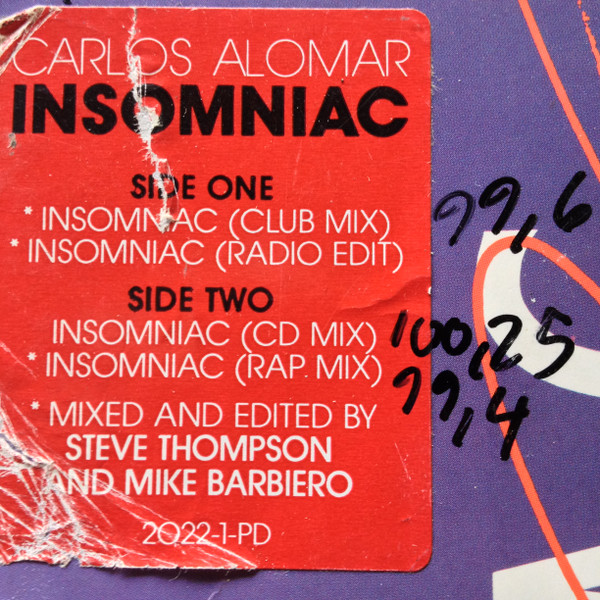 CARLOS ALOMAR
INSOMNIAC
SIDE ONE
* INSOMNIAC (CLUB MIX)
* INSOMNIAC (RADIO EDIT)
99,6
SIDE TWO
INSOMNIAC (CD MIX)
100,25
* INSOMNIAC (RAP MIX)
99,4
* MIXED AND EDITED BY
STEVE THOMPSON
AND MIKE BARBIERO
2022-1-PD